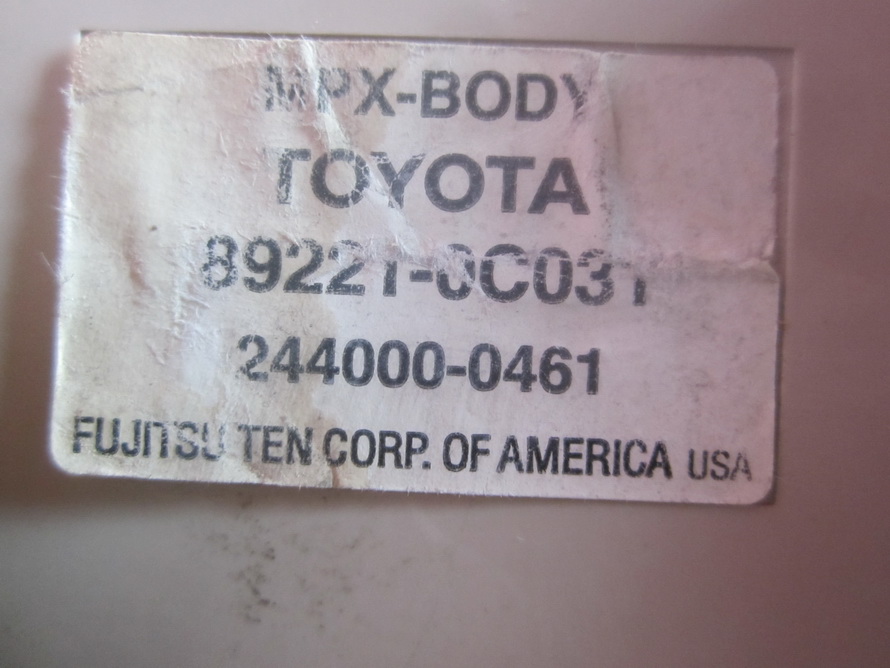 MPX-BODY
TOYOTA
89221-0C031
244000-0461
FUJITSU TEN CORP. OF AMERICA USA